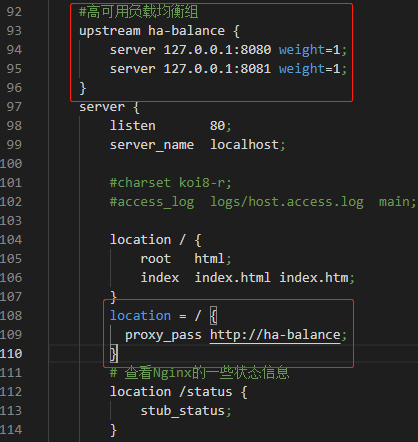 92 #高可用负载均衡组
93 upstream ha-balance {
94 server 127.0.0.1:8080 weight=1;
95 server 127.0.0.1:8081 weight=1;
96 }
97 server {
98 listen 80;
99 server_name localhost;
100
101 #charset koi8-r;
102 #access_log logs/host.access.log main;
103
104 location / {
105 root html;
106 index index.html index.htm;
107 }
108 location = / {
109 proxy_pass http://ha-balance;
110 }
111 # 查看Nginx的一些状态信息
112 location /status {
113 stub_status;
114 }